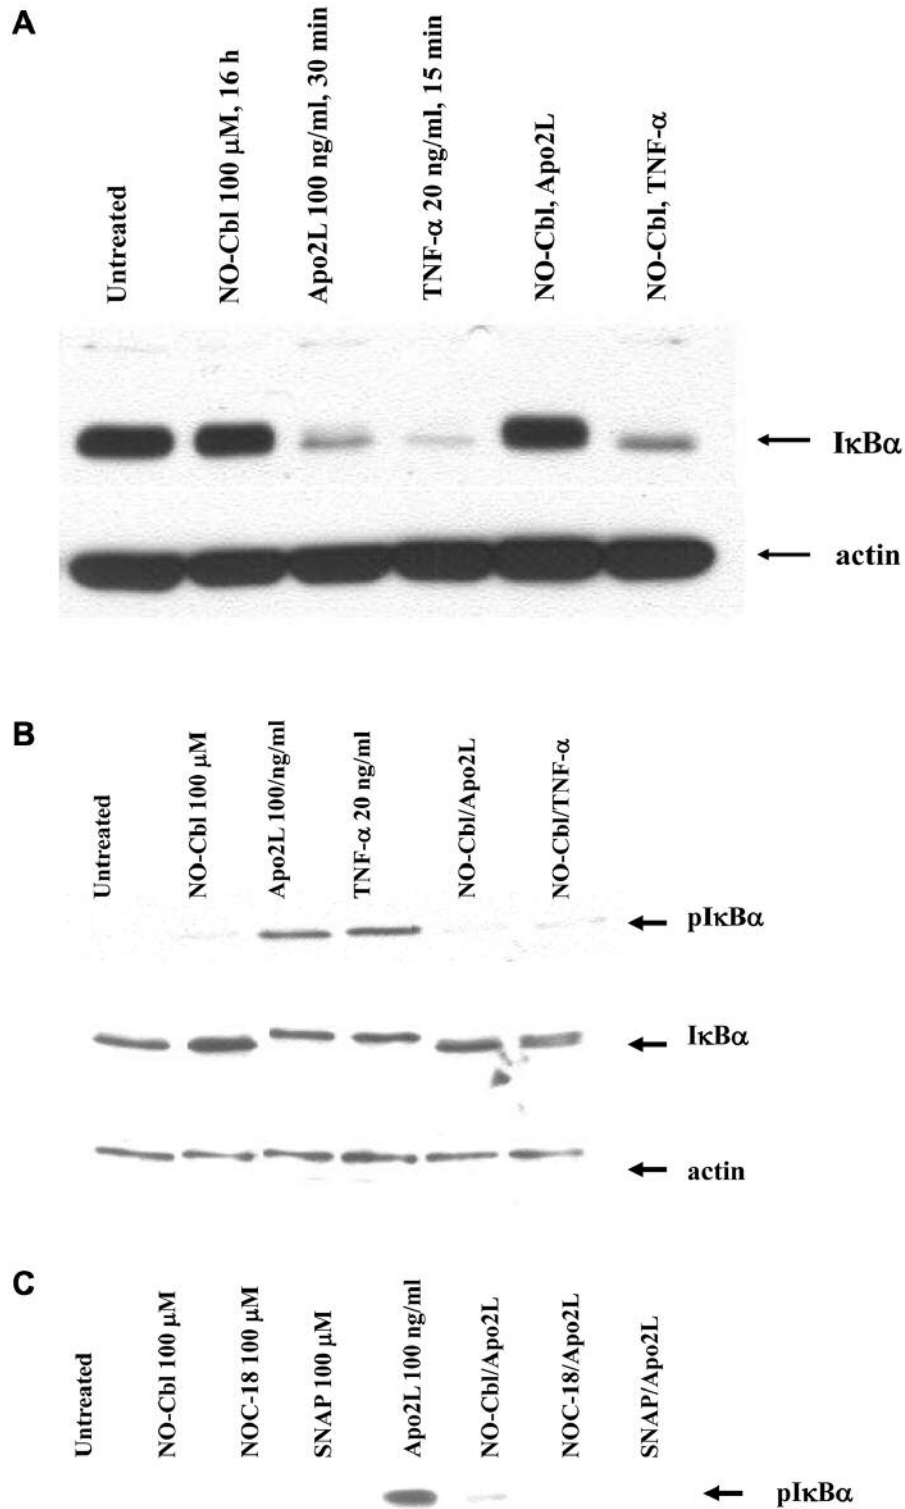 A
Untreated
NO-Cbl 100 μM, 16 h
Apo2L 100 ng/ml, 30 min
TNF-α 20 ng/ml, 15 min
NO-Cbl, Apo2L
NO-Cbl, TNF-α
IκBα
actin
B
Untreated
NO-Cbl 100 μM
Apo2L 100/ng/ml
TNF-α 20 ng/ml
NO-Cbl/Apo2L
NO-Cbl/TNF-α
pIκBα
IκBα
actin
C
Untreated
NO-Cbl 100 μM
NOC-18 100 μM
SNAP 100 μM
Apo2L 100 ng/ml
NO-Cbl/Apo2L
NOC-18/Apo2L
SNAP/Apo2L
pIκBα